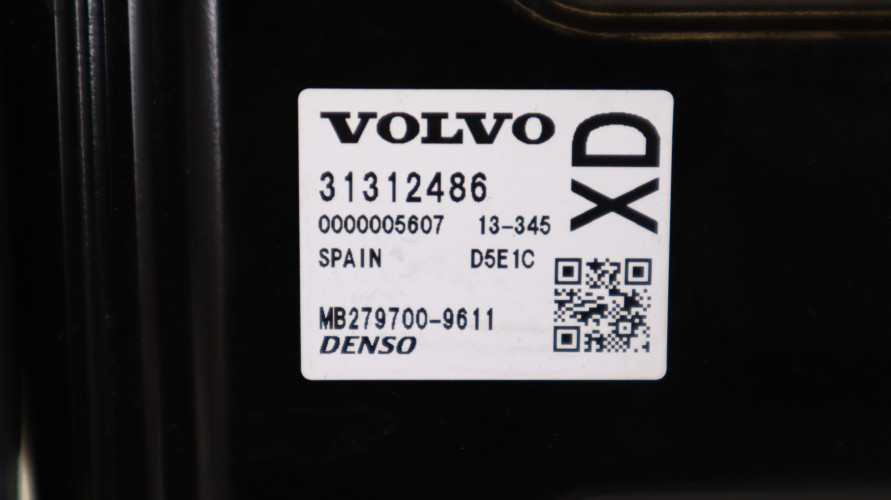 VOLVO
XD
31312486
0000005607 13-345
SPAIN D5E1C
MB279700-9611
DENSO